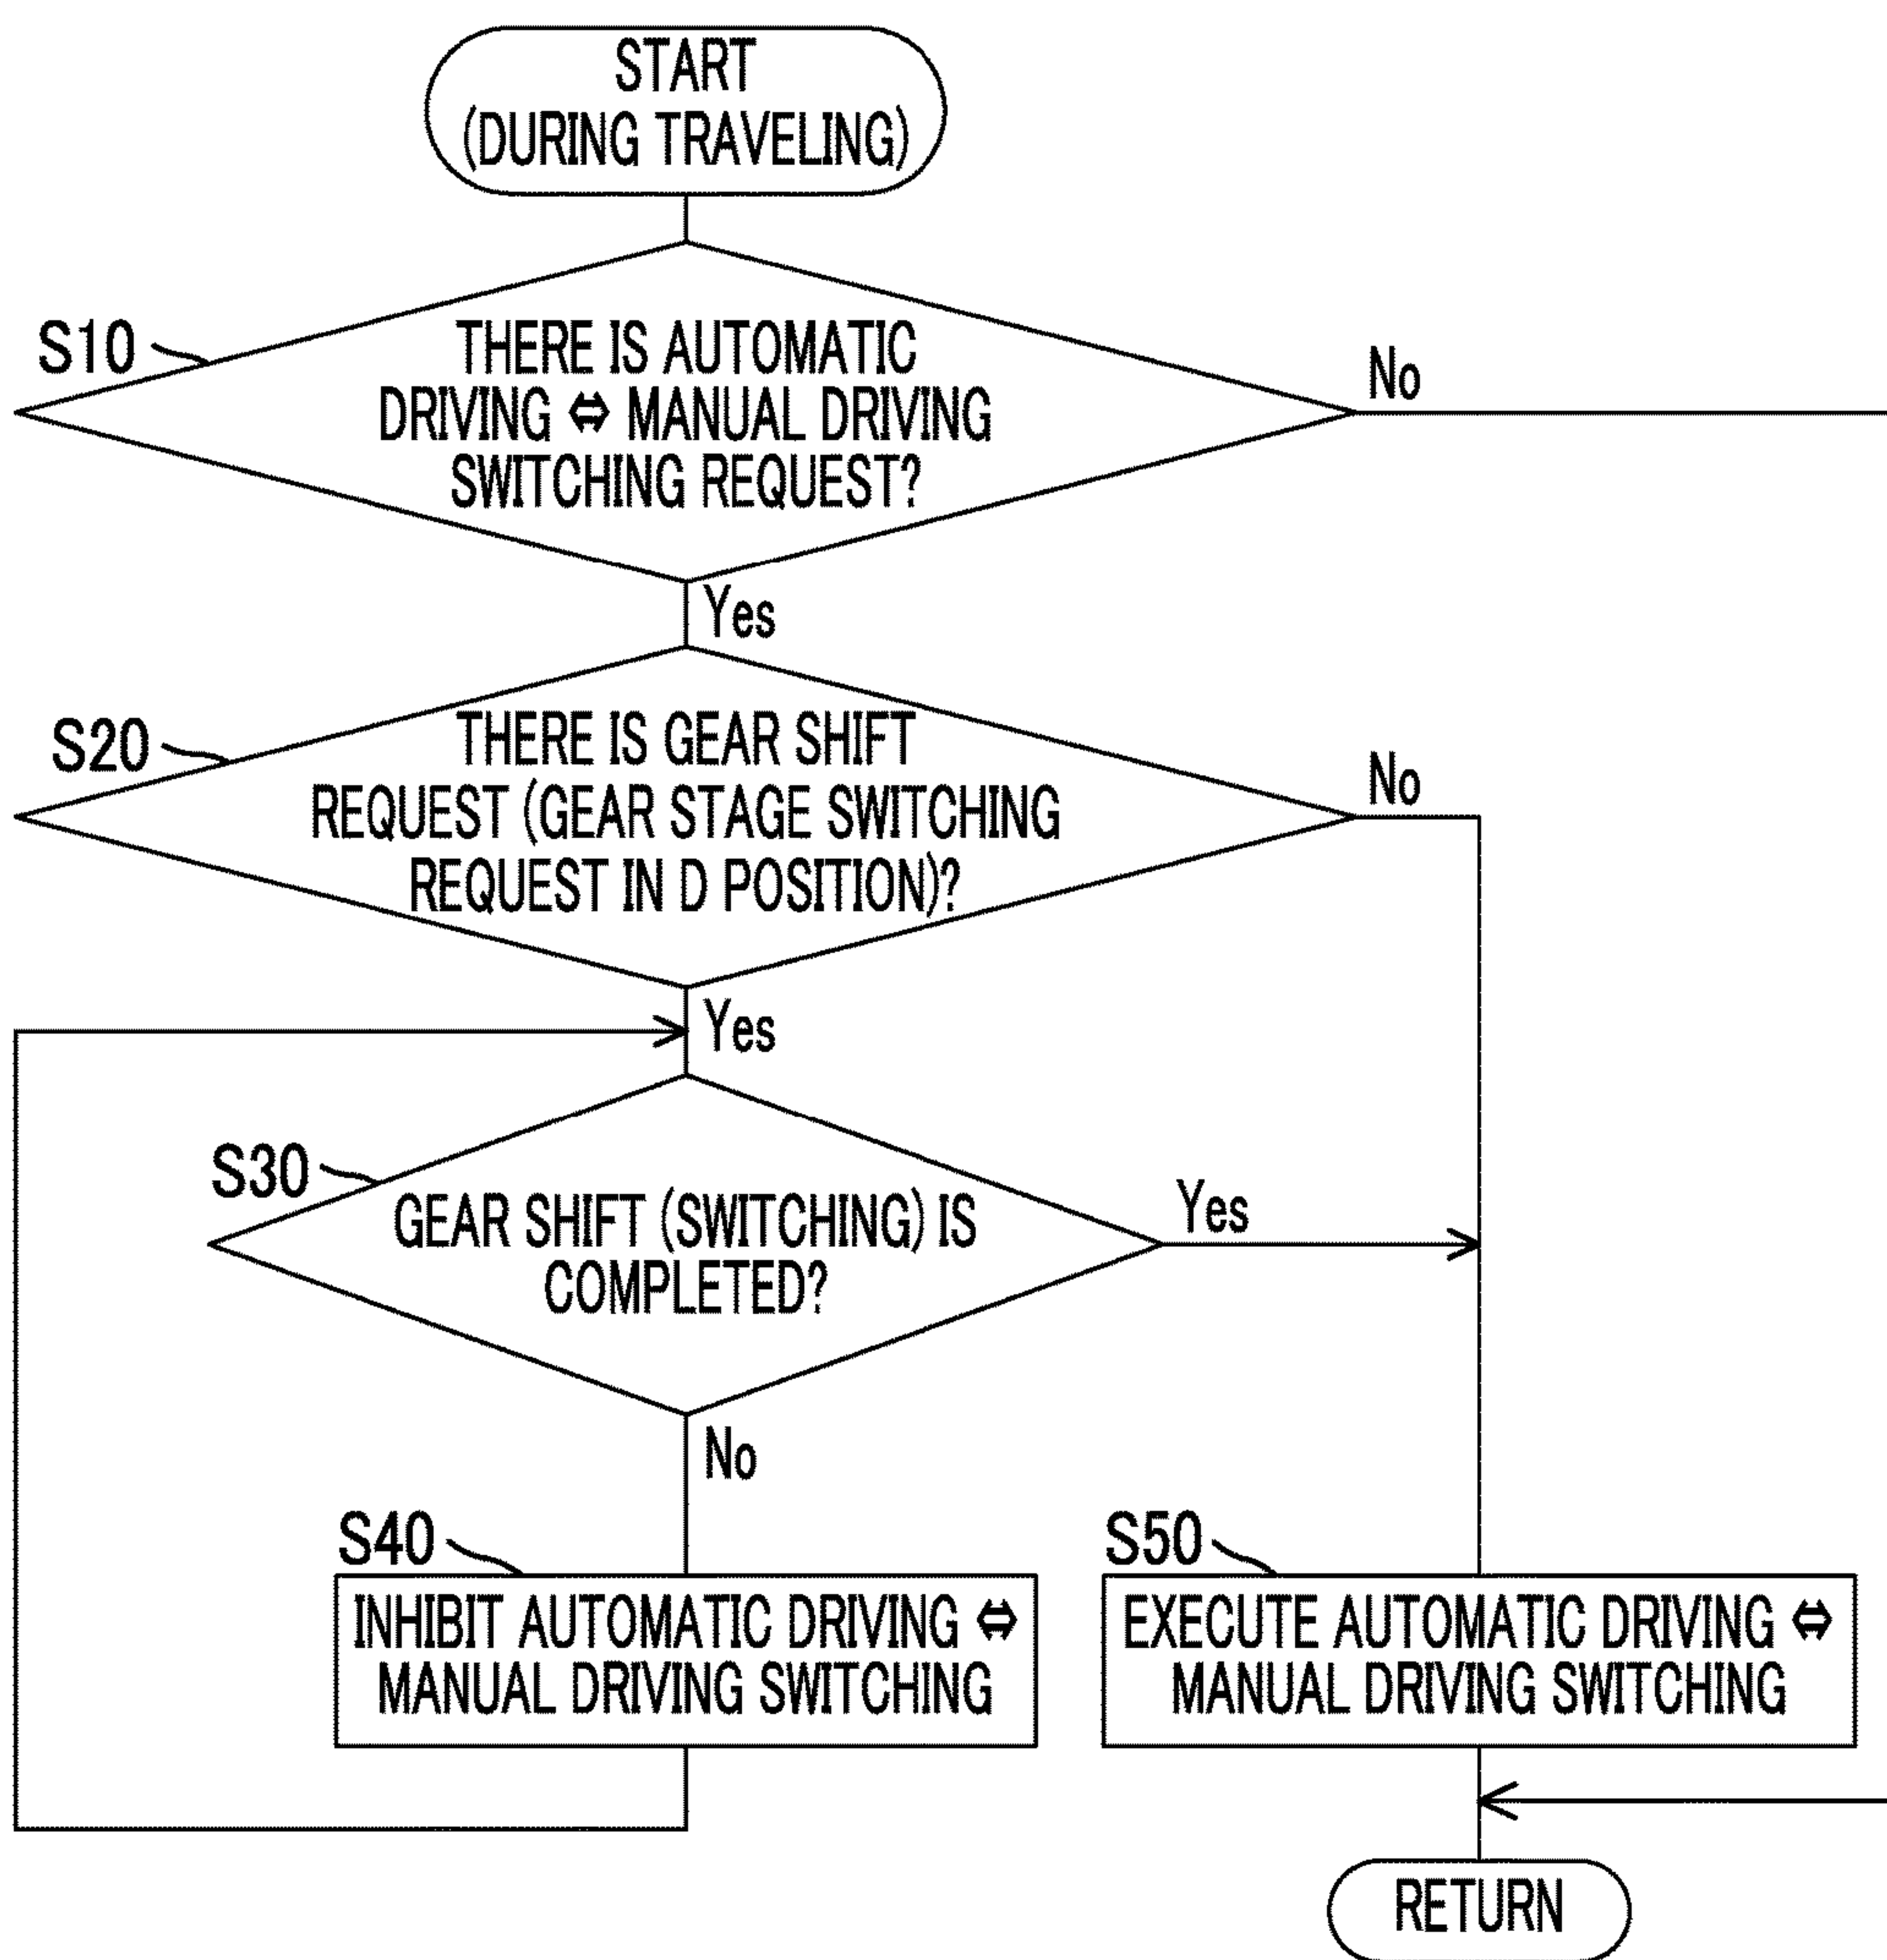 START
(DURING TRAVELING)
S10
THERE IS AUTOMATIC
DRIVING ⇔ MANUAL DRIVING
SWITCHING REQUEST?
No
Yes
S20
THERE IS GEAR SHIFT
REQUEST (GEAR STAGE SWITCHING
REQUEST IN D POSITION)?
No
Yes
S30
GEAR SHIFT (SWITCHING) IS
COMPLETED?
Yes
No
S40
INHIBIT AUTOMATIC DRIVING ⇔
MANUAL DRIVING SWITCHING
S50
EXECUTE AUTOMATIC DRIVING ⇔
MANUAL DRIVING SWITCHING
RETURN